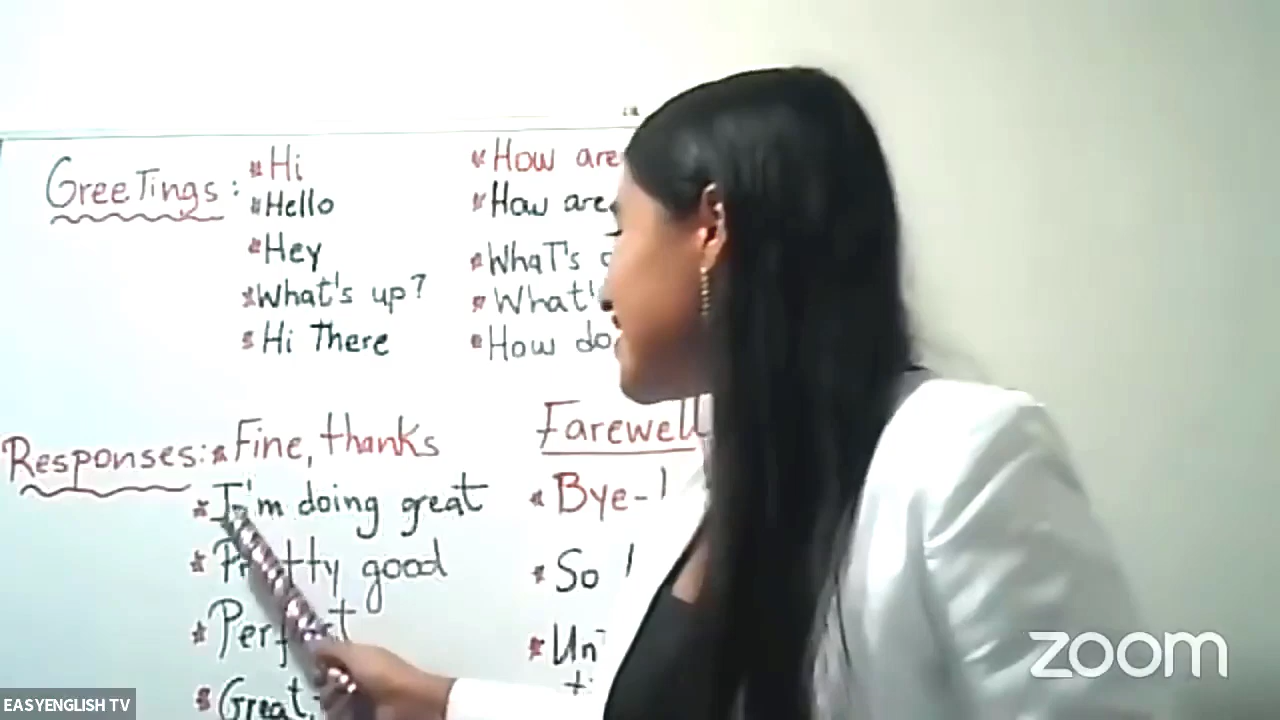 Greetings: * Hi
* Hello
* Hey
* What's up?
* Hi There
* How are
* How are
* What's
* What'
* How do
Responses: * Fine, thanks
* I'm doing great
* Pretty good
* Perfect
* Great,
Farewell
* Bye-
* So
* Un
zoom
EASYENGLISH TV